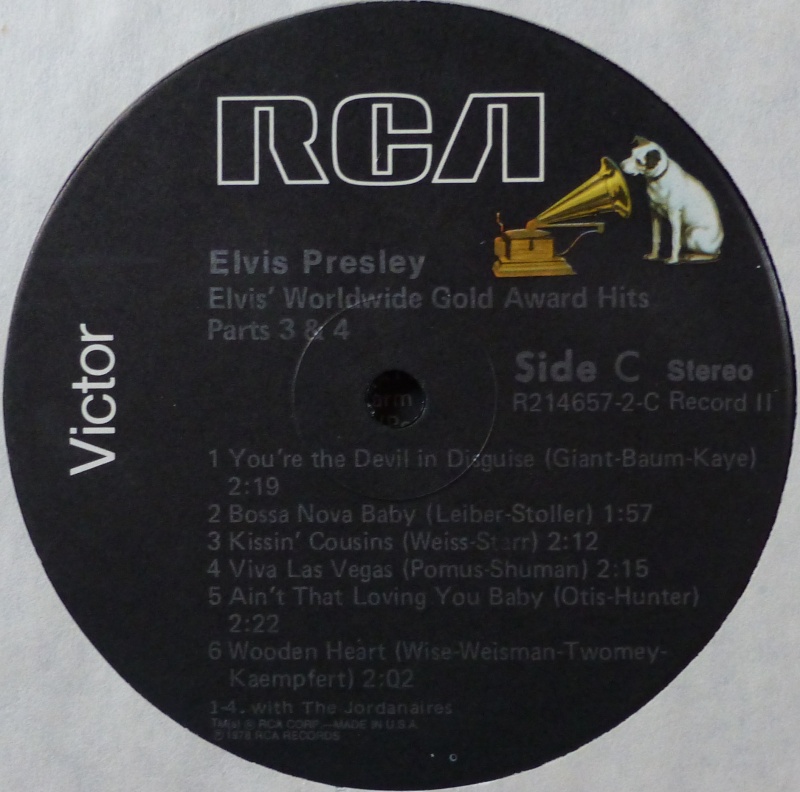 RCA
Victor
Elvis Presley
Elvis' Worldwide Gold Award Hits
Parts 3 & 4
Side C Stereo
R214657-2-C Record II
1 You're the Devil in Disguise (Giant-Baum-Kaye)
2:19
2 Bossa Nova Baby (Leiber-Stoller) 1:57
3 Kissin' Cousins (Weiss-Starr) 2:12
4 Viva Las Vegas (Pomus-Shuman) 2:15
5 Ain't That Loving You Baby (Otis-Hunter)
2:22
6 Wooden Heart (Wise-Weisman-Twomey-
Kaempfert) 2:02
1-4. with The Jordanaires
TM(s) ® RCA CORP.—MADE IN U.S.A.
Ⓟ 1978 RCA RECORDS